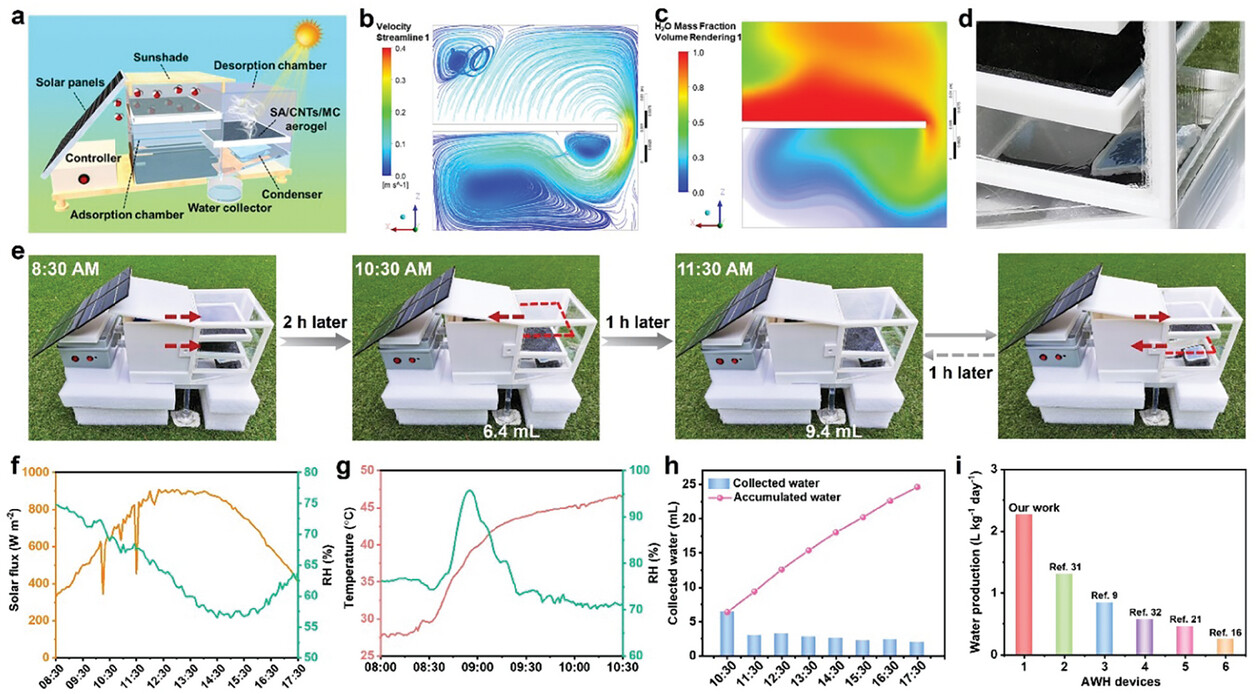 a
Sunshade
Desorption chamber
Solar panels
SA/CNTs/MC
aerogel
Controller
Condenser
Adsorption chamber
Water collector
b
Velocity
Streamline 1
0.4
0.3
0.2
0.1
0.0
[m s^-1]
c
H2O Mass Fraction
Volume Rendering 1
1.0
0.8
0.5
0.3
0.0
d
e
8:30 AM
2 h later
10:30 AM
6.4 mL
1 h later
11:30 AM
9.4 mL
1 h later
f
Solar flux (W m-2)
1000
800
600
400
200
0
RH (%)
80
75
70
65
60
55
50
08:30
09:30
10:30
11:30
12:30
13:30
14:30
15:30
16:30
17:30
g
Temperature (°C)
50
45
40
35
30
25
RH (%)
100
90
80
70
60
08:00
08:30
09:00
09:30
10:00
10:30
h
Collected water
Accumulated water
Collected water (mL)
25
20
15
10
5
0
10:30
11:30
12:30
13:30
14:30
15:30
16:30
17:30
i
Water production (L kg-1 day-1)
3
2
1
0
Our work
Ref. 31
Ref. 9
Ref. 32
Ref. 21
Ref. 16
1
2
3
4
5
6
AWH devices